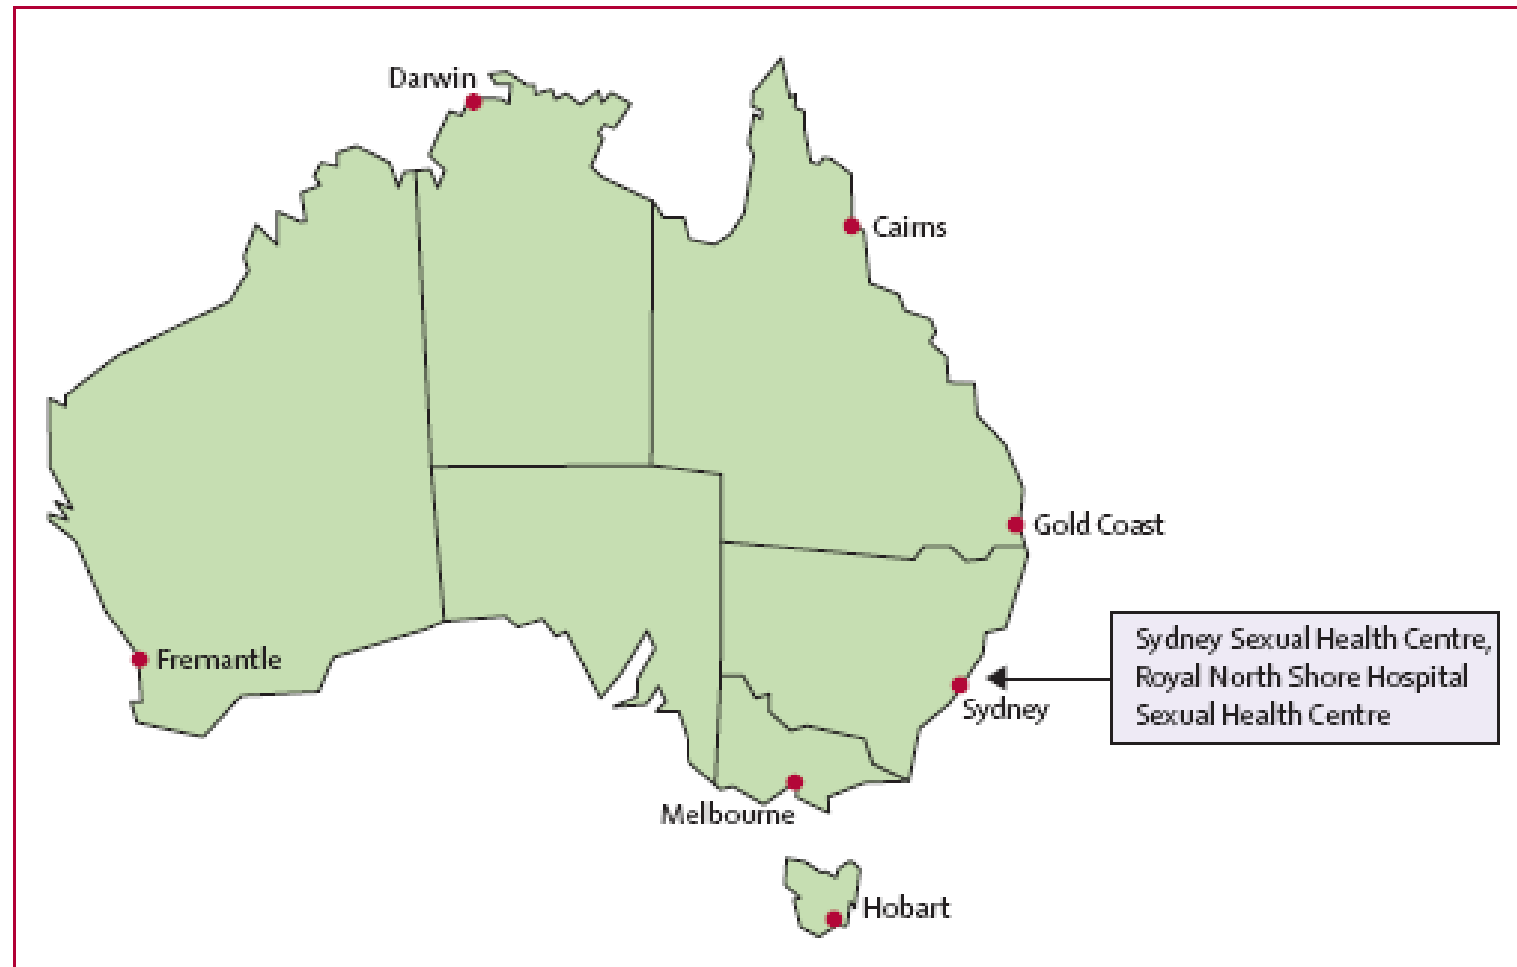 Darwin
Cairns
Gold Coast
Fremantle
Sydney Sexual Health Centre,
Royal North Shore Hospital
Sexual Health Centre
Sydney
Melbourne
Hobart